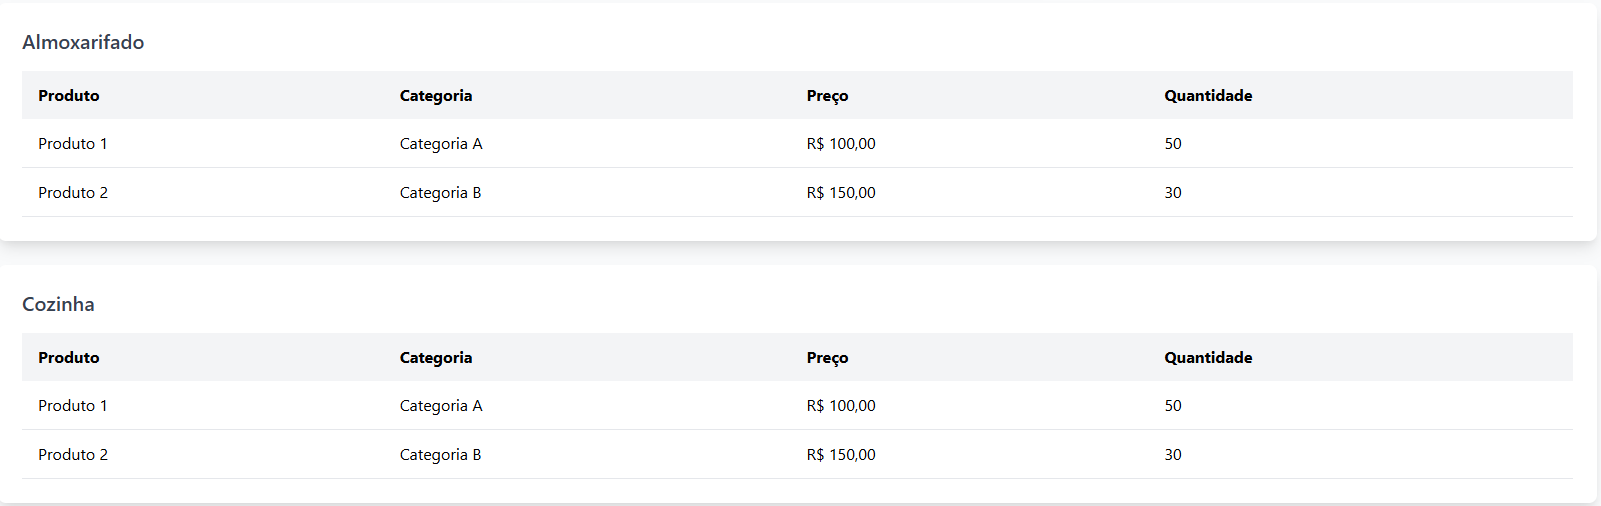 Almoxarifado
Produto Categoria Preço Quantidade
Produto 1 Categoria A R$ 100,00 50
Produto 2 Categoria B R$ 150,00 30
Cozinha
Produto Categoria Preço Quantidade
Produto 1 Categoria A R$ 100,00 50
Produto 2 Categoria B R$ 150,00 30